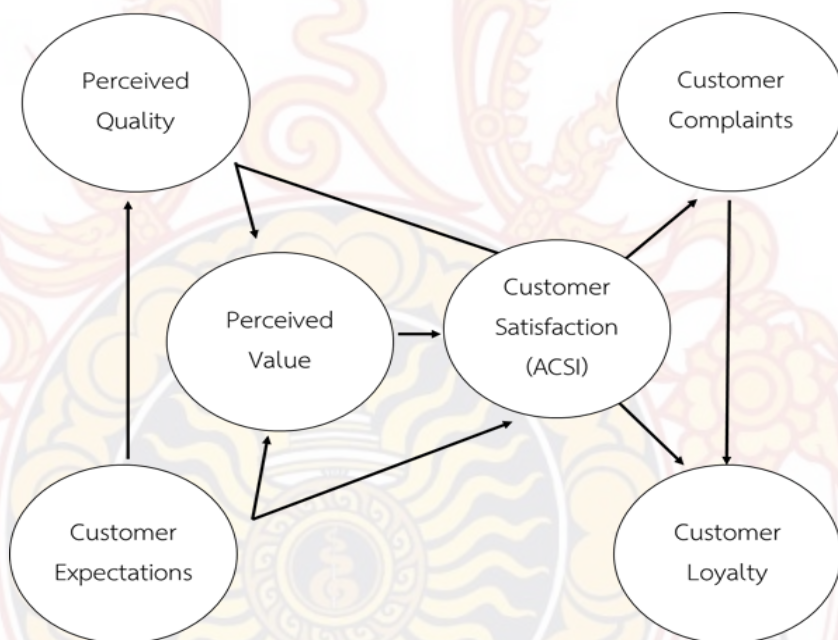 Perceived
Quality
Customer
Complaints
Perceived
Value
Customer
Satisfaction
(ACSI)
Customer
Expectations
Customer
Loyalty